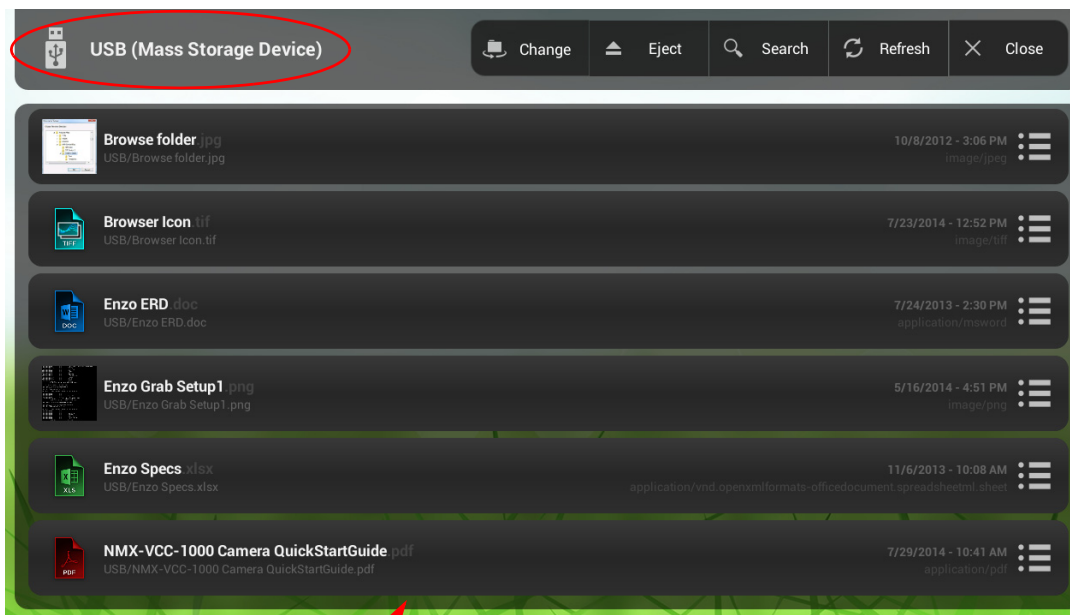 USB (Mass Storage Device)
Change
Eject
Search
Refresh
Close
Browse folder.jpg
USB/Browse folder.jpg
10/8/2012 - 3:06 PM
image/jpeg
TIFF
Browser Icon.tif
USB/Browser Icon.tif
7/23/2014 - 12:52 PM
image/tiff
DOC
Enzo ERD.doc
USB/Enzo ERD.doc
7/24/2013 - 2:30 PM
application/msword
Enzo Grab Setup1.png
USB/Enzo Grab Setup1.png
5/16/2014 - 4:51 PM
image/png
XLS
Enzo Specs.xlsx
USB/Enzo Specs.xlsx
11/6/2013 - 10:08 AM
application/vnd.openxmlformats-officedocument.spreadsheetml.sheet
PDF
NMX-VCC-1000 Camera QuickStartGuide.pdf
USB/NMX-VCC-1000 Camera QuickStartGuide.pdf
7/29/2014 - 10:41 AM
application/pdf